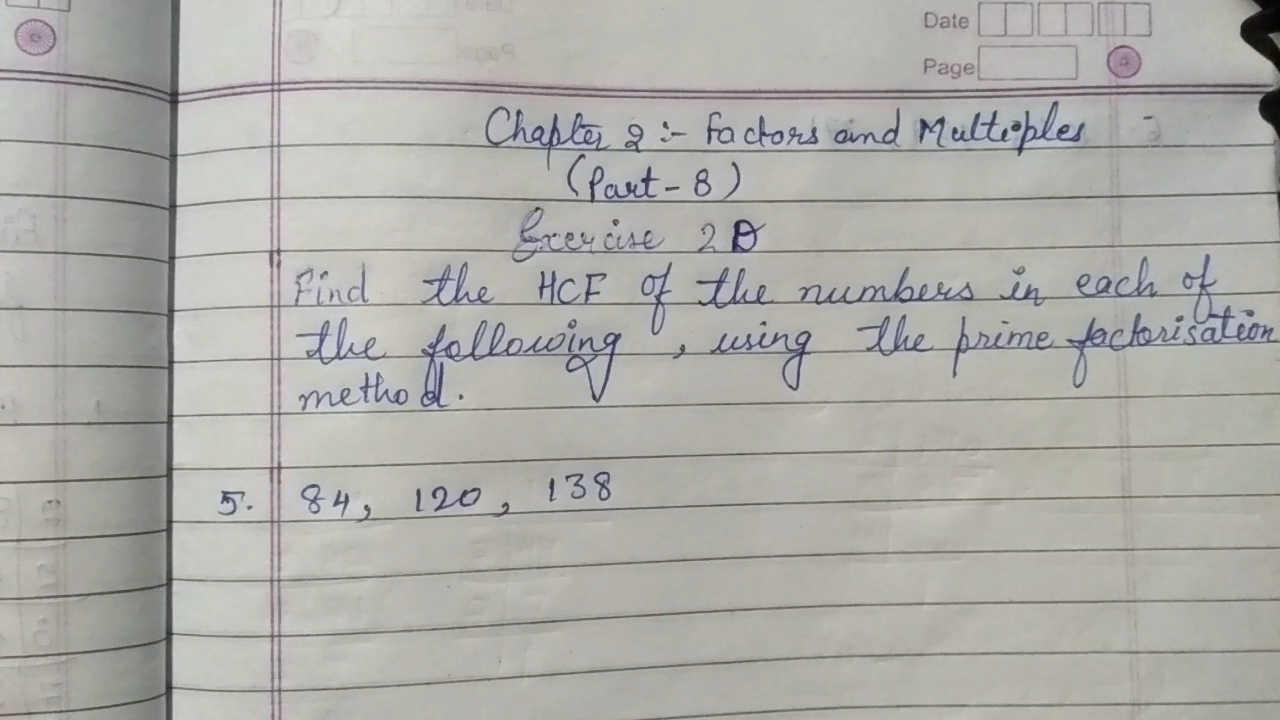 Date
Page
Chapter 2 :- Factors and Multiples
(Part - 8)
Exercise 2D
Find the HCF of the numbers in each of
the following , using the prime factorisation
method.
5. 84, 120, 138